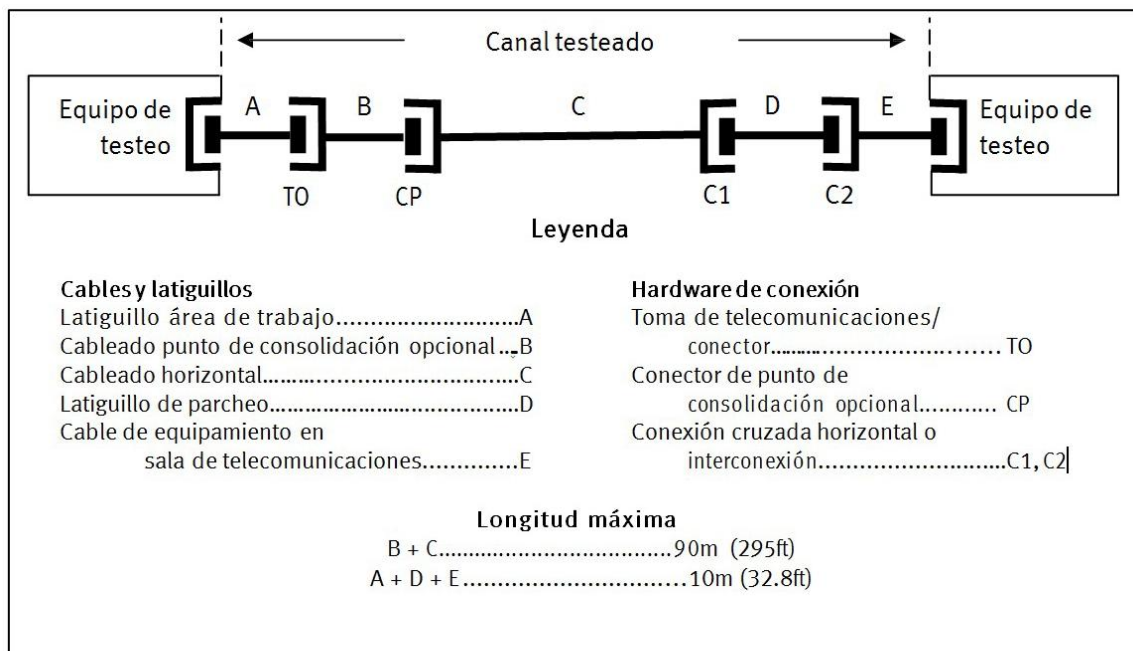 Canal testeado
Equipo de
testeo
A
B
C
D
E
Equipo de
testeo
TO
CP
C1
C2
Leyenda
Cables y latiguillos
Latiguillo área de trabajo..........................A
Cableado punto de consolidación opcional...B
Cableado horizontal....................................C
Latiguillo de parcheo...................................D
Cable de equipamiento en
sala de telecomunicaciones..............E
Hardware de conexión
Toma de telecomunicaciones/
conector.............................. TO
Conector de punto de
consolidación opcional........... CP
Conexión cruzada horizontal o
interconexión...........................C1, C2
Longitud máxima
B + C.....................................90m (295ft)
A + D + E................................10m (32.8ft)